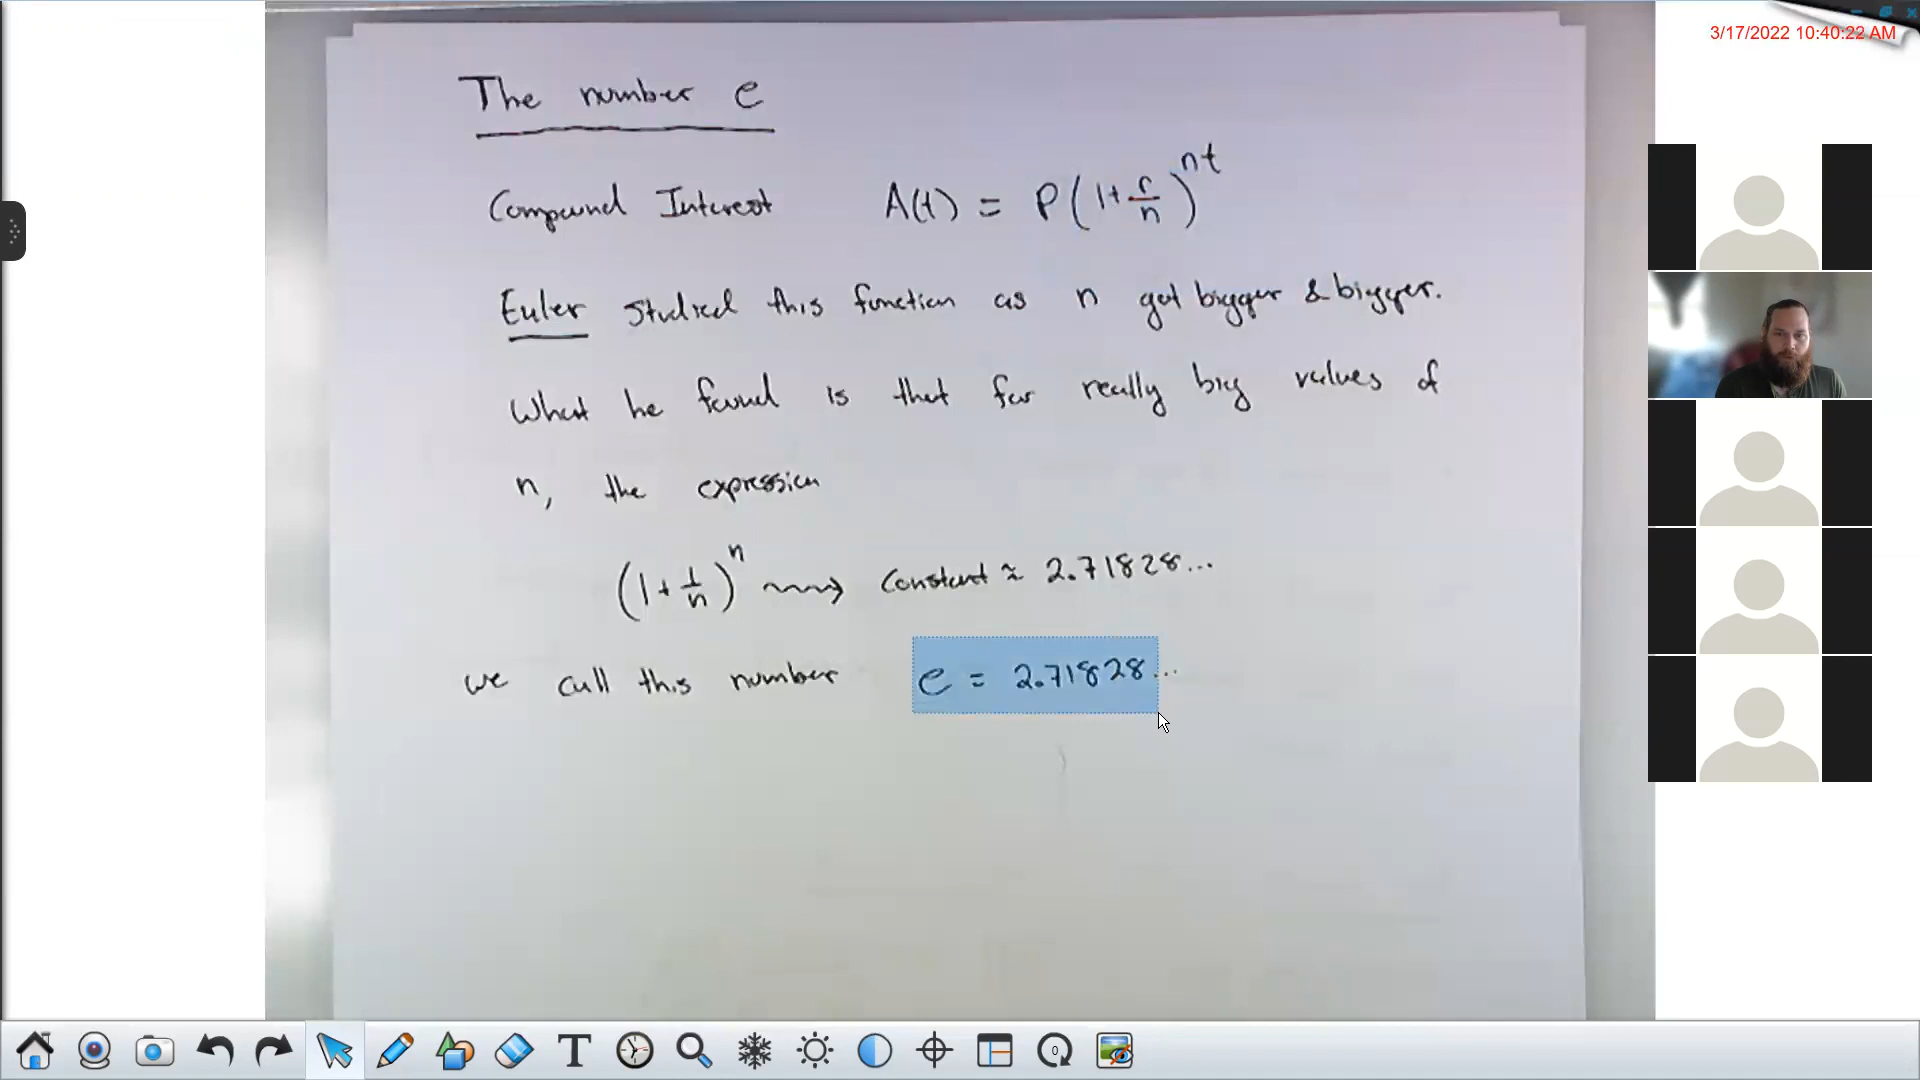 3/17/2022 10:40:22 AM
The number e
Compound Interest A(t) = P(1+r/n)^nt
Euler studied this function as n got bigger & bigger.
What he found is that for really big values of
n, the expression
(1+1/n)^n ⟿ Constant ≈ 2.71828...
we call this number e = 2.71828...
T
0